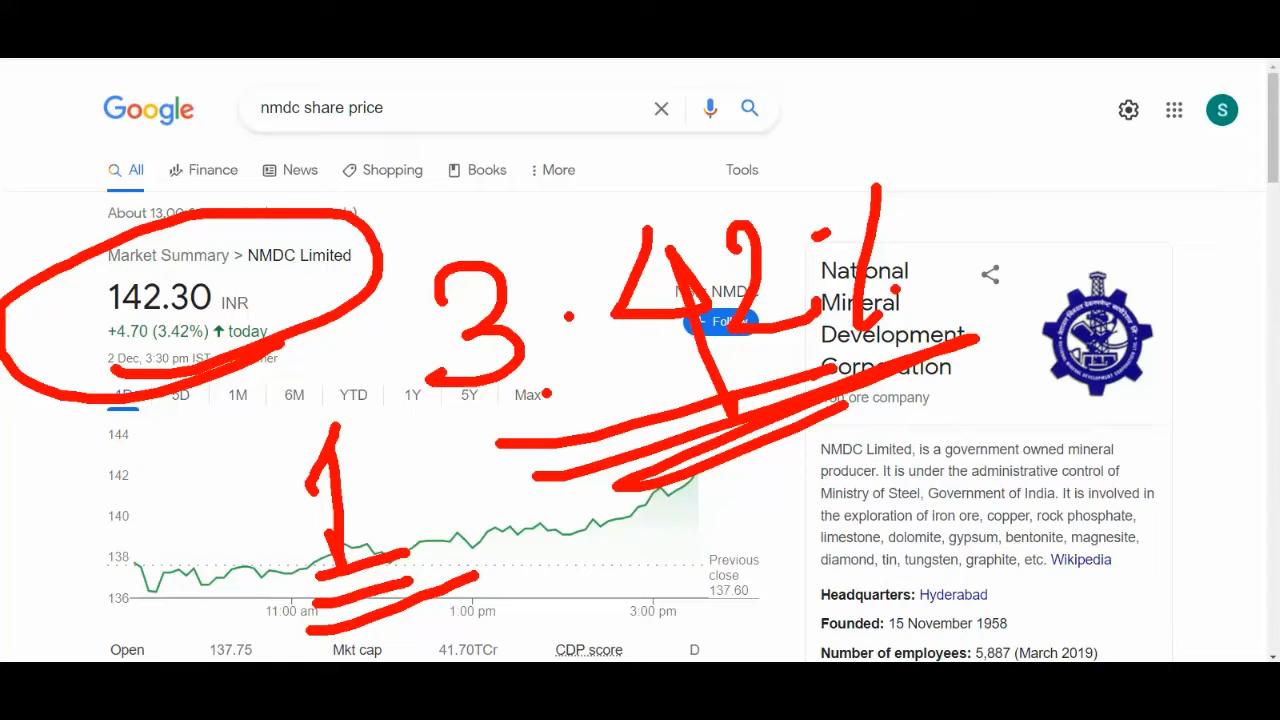 Google
nmdc share price
S
All
Finance
News
Shopping
Books
More
Tools
About 13,00
Market Summary > NMDC Limited
142.30 INR
+4.70 (3.42%) today
2 Dec, 3:30 pm IST
NMDC
Follow
1D 5D 1M 6M YTD 1Y 5Y Max
144
142
140
138
136
Previous
close
137.60
11:00 am 1:00 pm 3:00 pm
Open 137.75 Mkt cap 41.70TCr CDP score D
3.42%
1
National
Mineral
Development
Corporation
Iron ore company
NMDC Limited, is a government owned mineral
producer. It is under the administrative control of
Ministry of Steel, Government of India. It is involved in
the exploration of iron ore, copper, rock phosphate,
limestone, dolomite, gypsum, bentonite, magnesite,
diamond, tin, tungsten, graphite, etc. Wikipedia
Headquarters: Hyderabad
Founded: 15 November 1958
Number of employees: 5,887 (March 2019)